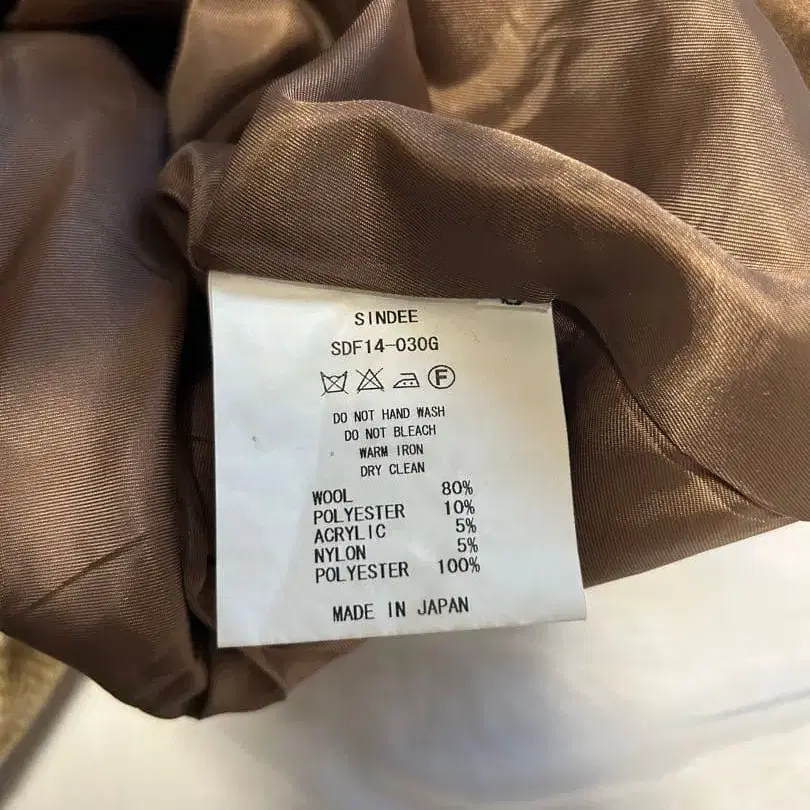 SINDEE
SDF14-030G
F
DO NOT HAND WASH
DO NOT BLEACH
WARM IRON
DRY CLEAN
WOOL 80%
POLYESTER 10%
ACRYLIC 5%
NYLON 5%
POLYESTER 100%
MADE IN JAPAN